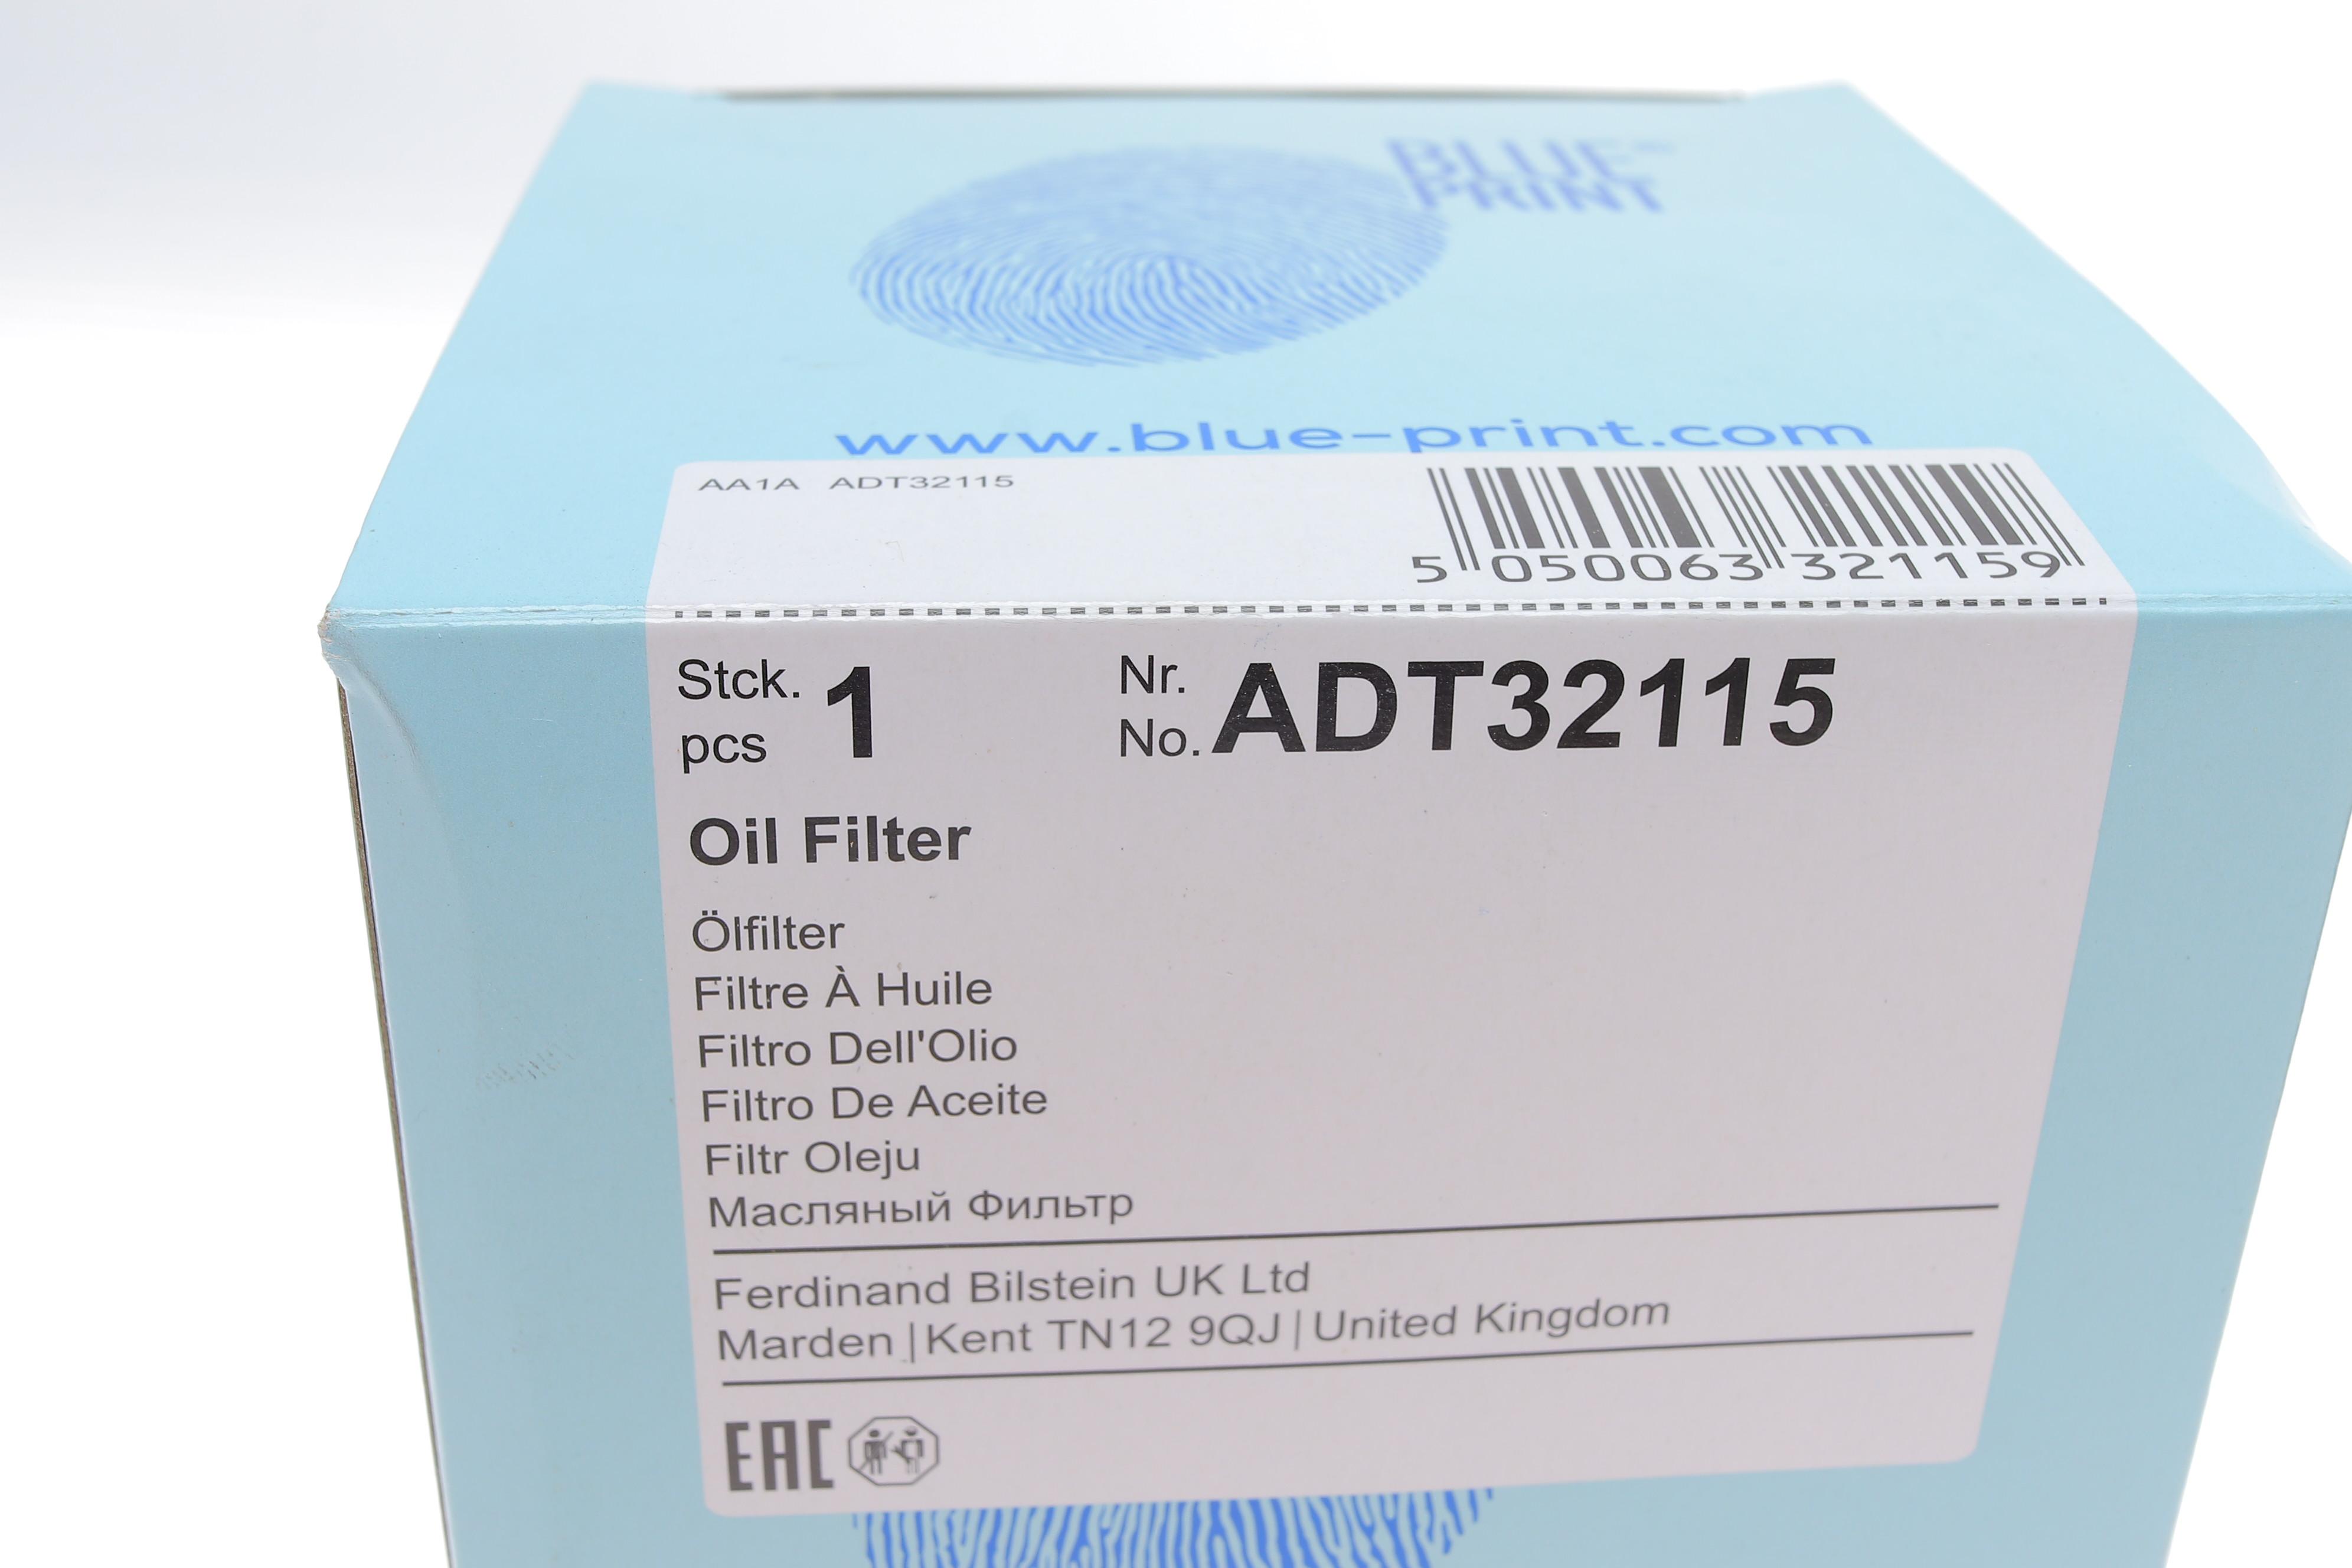 BLUE
PRINT
www.blue-print.com
AA1A ADT32115
5 050063 321159
Stck. 1 Nr. ADT32115
pcs No.
Oil Filter
Ölfilter
Filtre À Huile
Filtro Dell'Olio
Filtro De Aceite
Filtr Oleju
Масляный Фильтр
Ferdinand Bilstein UK Ltd
Marden | Kent TN12 9QJ | United Kingdom
EAC